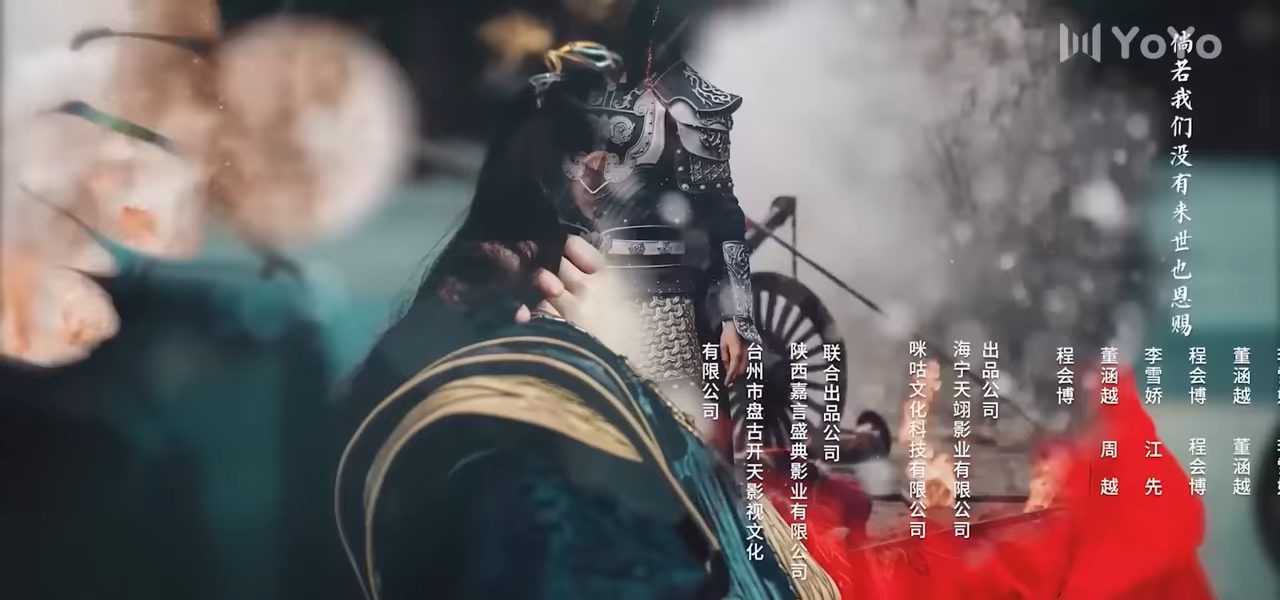 YoYo
倘若我们没有来世也恩赐
董涵越
董涵越
程会博
程会博
李雪娇
江先
董涵越
周越
程会博
出品公司
海宁天翊影业有限公司
咪咕文化科技有限公司
联合出品公司
陕西嘉言盛典影业有限公司
台州市盘古开天影视文化
有限公司